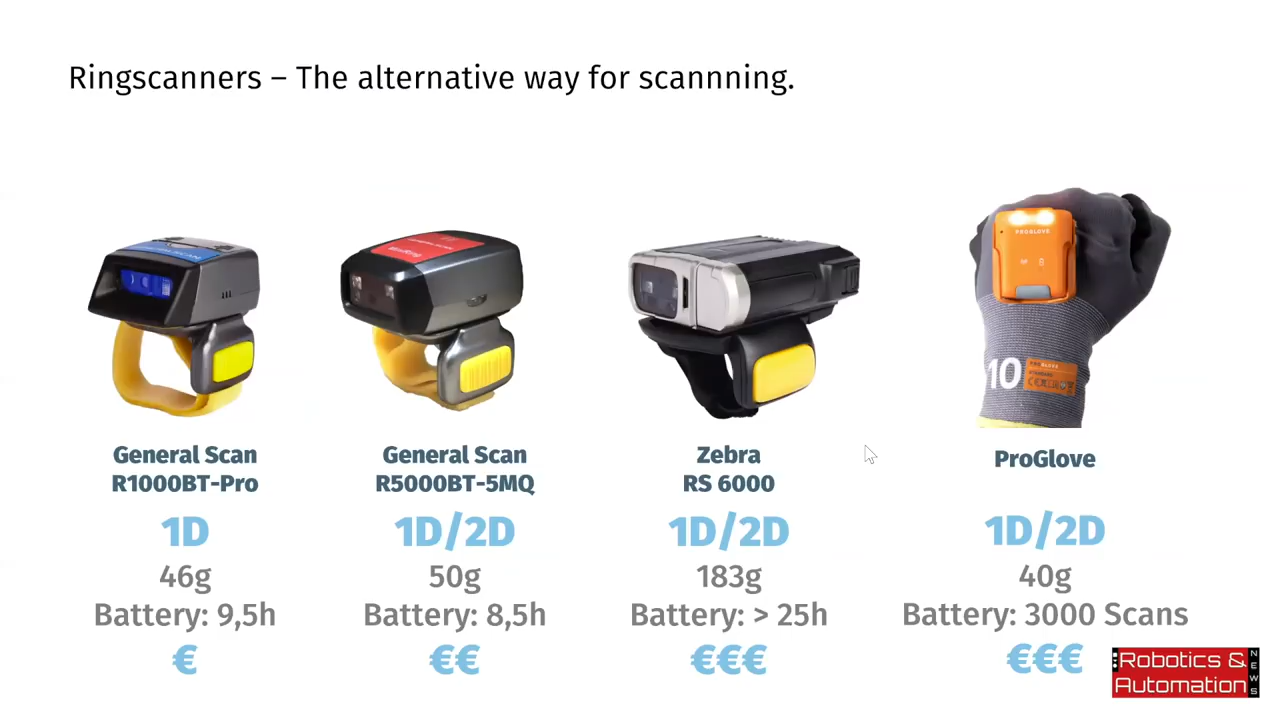 Ringscanners – The alternative way for scannning.
PROGLOVE
10
PROGLOVE
General Scan
R1000BT-Pro
1D
46g
Battery: 9,5h
€
General Scan
R5000BT-5MQ
1D/2D
50g
Battery: 8,5h
€€
Zebra
RS 6000
1D/2D
183g
Battery: > 25h
€€€
ProGlove
1D/2D
40g
Battery: 3000 Scans
€€€
Robotics &
Automation
NEWS